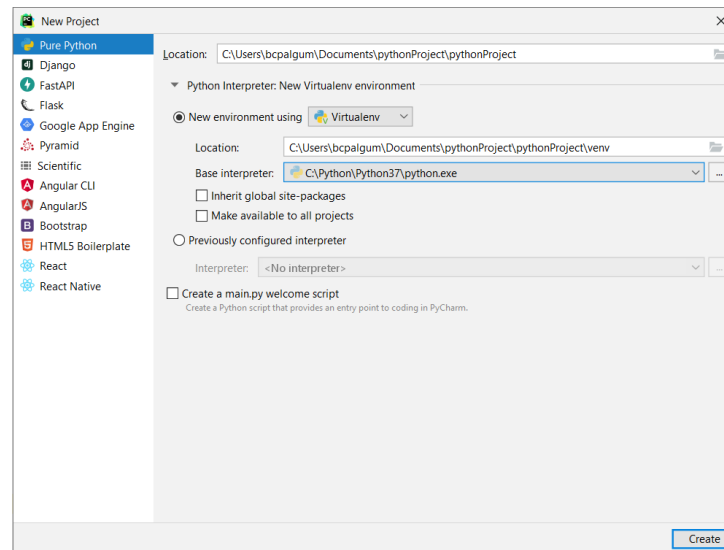 New Project
Pure Python
Django
FastAPI
Flask
Google App Engine
Pyramid
Scientific
Angular CLI
AngularJS
Bootstrap
HTML5 Boilerplate
React
React Native
Location: C:\Users\bcpalgum\Documents\pythonProject\pythonProject
Python Interpreter: New Virtualenv environment
New environment using Virtualenv
Location: C:\Users\bcpalgum\Documents\pythonProject\pythonProject\venv
Base interpreter: C:\Python\Python37\python.exe ...
Inherit global site-packages
Make available to all projects
Previously configured interpreter
Interpreter: <No interpreter> ...
Create a main.py welcome script
Create a Python script that provides an entry point to coding in PyCharm.
Create